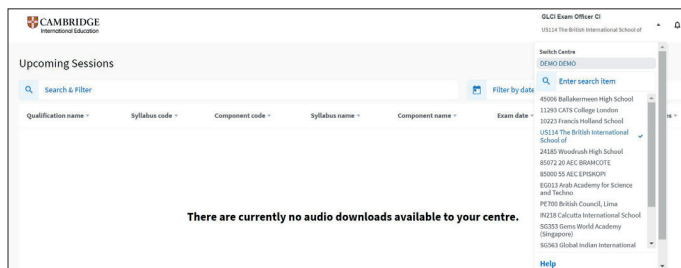 CAMBRIDGE
International Education
GLCI Exam Officer CI
US114 The British International School of
Upcoming Sessions
Switch Centre
DEMO DEMO
Search & Filter
Filter by date
Enter search item
Qualification name
Syllabus code
Component code
Syllabus name
Component name
Exam date
45006 Ballakermeen High School
11293 CATS College London
10223 Francis Holland School
US114 The British International
School of
24185 Woodrush High School
85072 20 AEC BRAMCOTE
85000 55 AEC EPISKOPI
EG013 Arab Academy for Science
and Techno
PE700 British Council, Lima
IN218 Calcutta International School
SG353 Gems World Academy
(Singapore)
SG563 Global Indian International
There are currently no audio downloads available to your centre.
Help